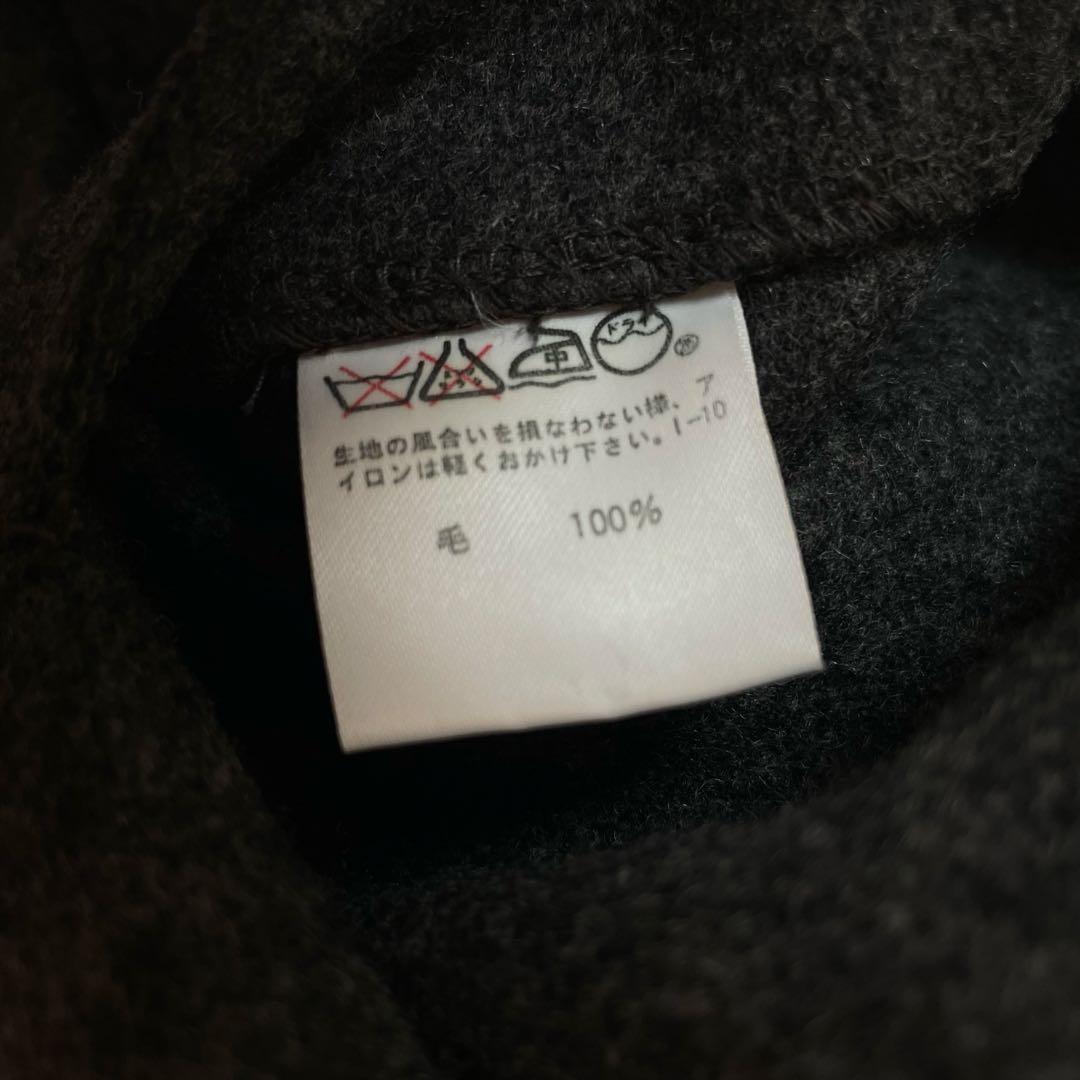 中 ドライ
生地の風合いを損なわない様、ア
イロンは軽くおかけ下さい。I-10
毛 100%